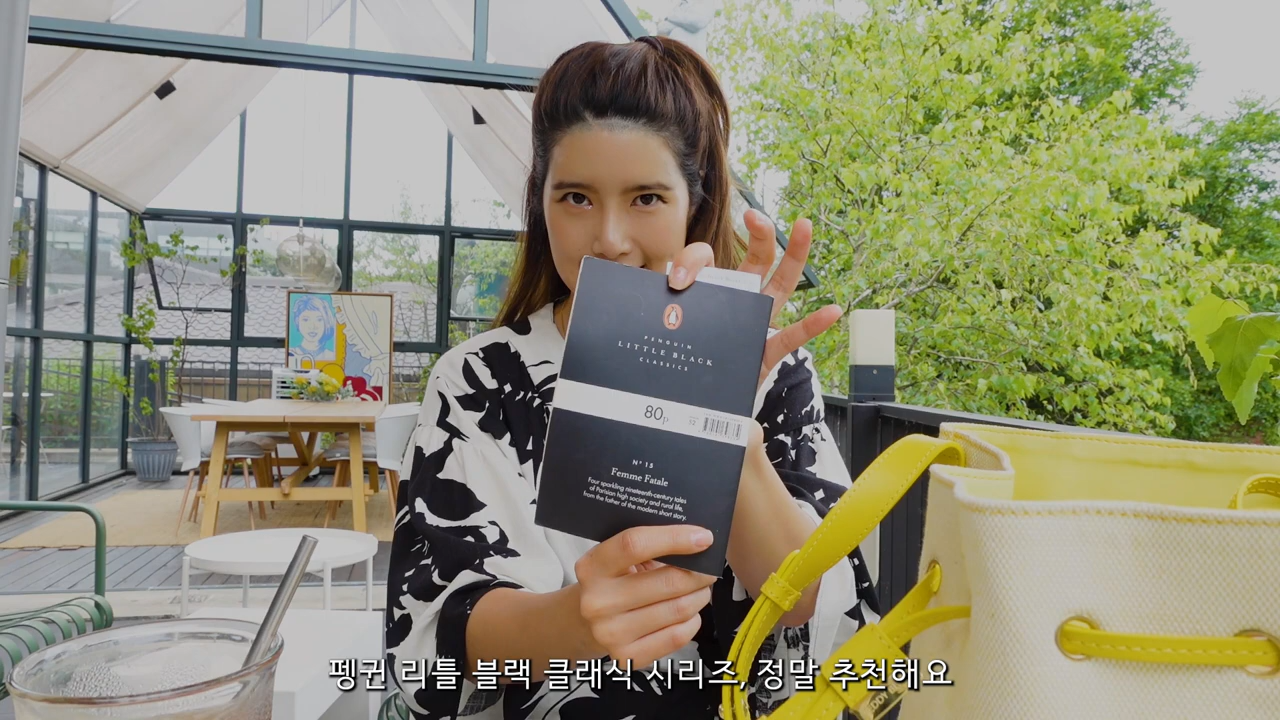 PENGUIN
LITTLE BLACK
CLASSICS
80p
Nº 15
Femme Fatale
Four sparkling nineteenth-century tales
of Parisian high society and rural life,
from the father of the modern short story.
펭귄 리틀 블랙 클래식 시리즈, 정말 추천해요